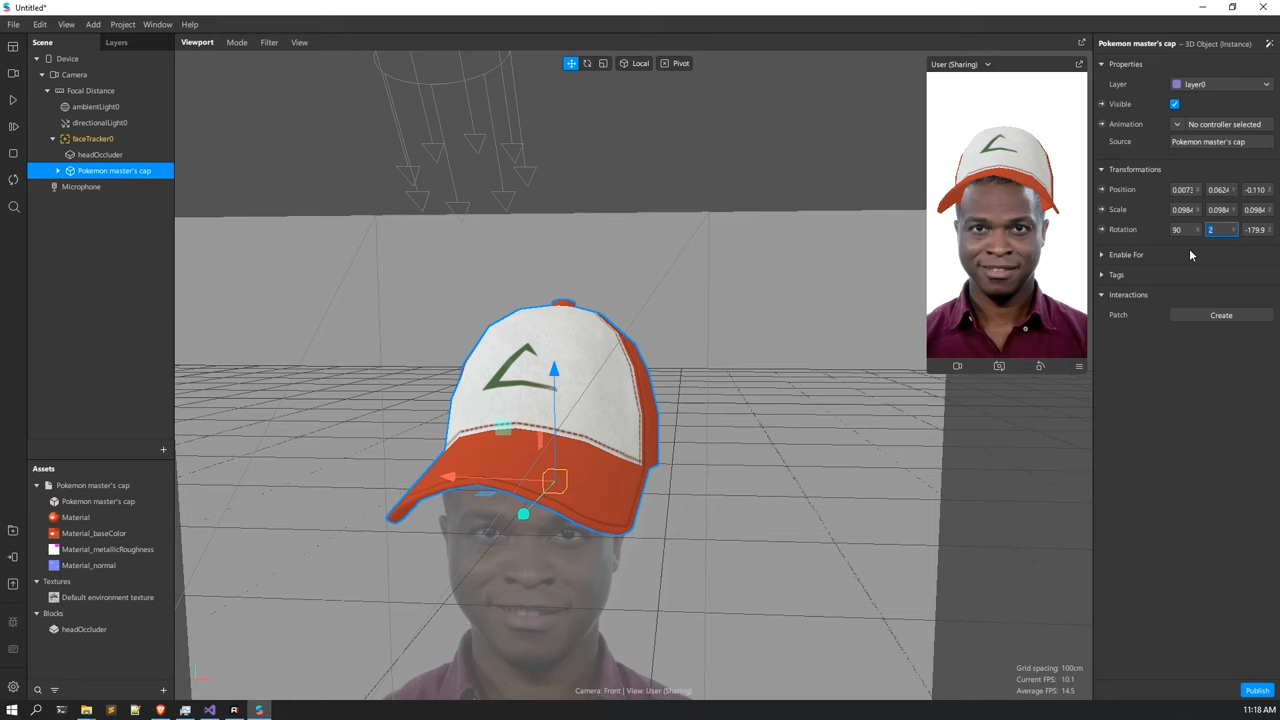 Untitled*
File Edit View Add Project Window Help
Scene Layers
Device
Camera
Focal Distance
ambientLight0
directionalLight0
faceTracker0
headOccluder
Pokemon master's cap
Microphone
Assets
Pokemon master's cap
Pokemon master's cap
Material
Material_baseColor
Material_metallicRoughness
Material_normal
Textures
Default environment texture
Blocks
headOccluder
Viewport Mode Filter View
Local Pivot
User (Sharing)
Grid spacing: 100cm
Current FPS: 10.1
Average FPS: 14.5
Camera: Front | View: User (Sharing)
Pokemon master's cap – 3D Object (Instance)
Properties
Layer layer0
Visible
Animation No controller selected
Source Pokemon master's cap
Transformations
Position 0.0073 X 0.0624 Y -0.110 Z
Scale 0.0984 X 0.0984 Y 0.0984 Z
Rotation 90 X 2 Y -179.9 Z
Enable For
Tags
Interactions
Patch Create
Publish
11:18 AM